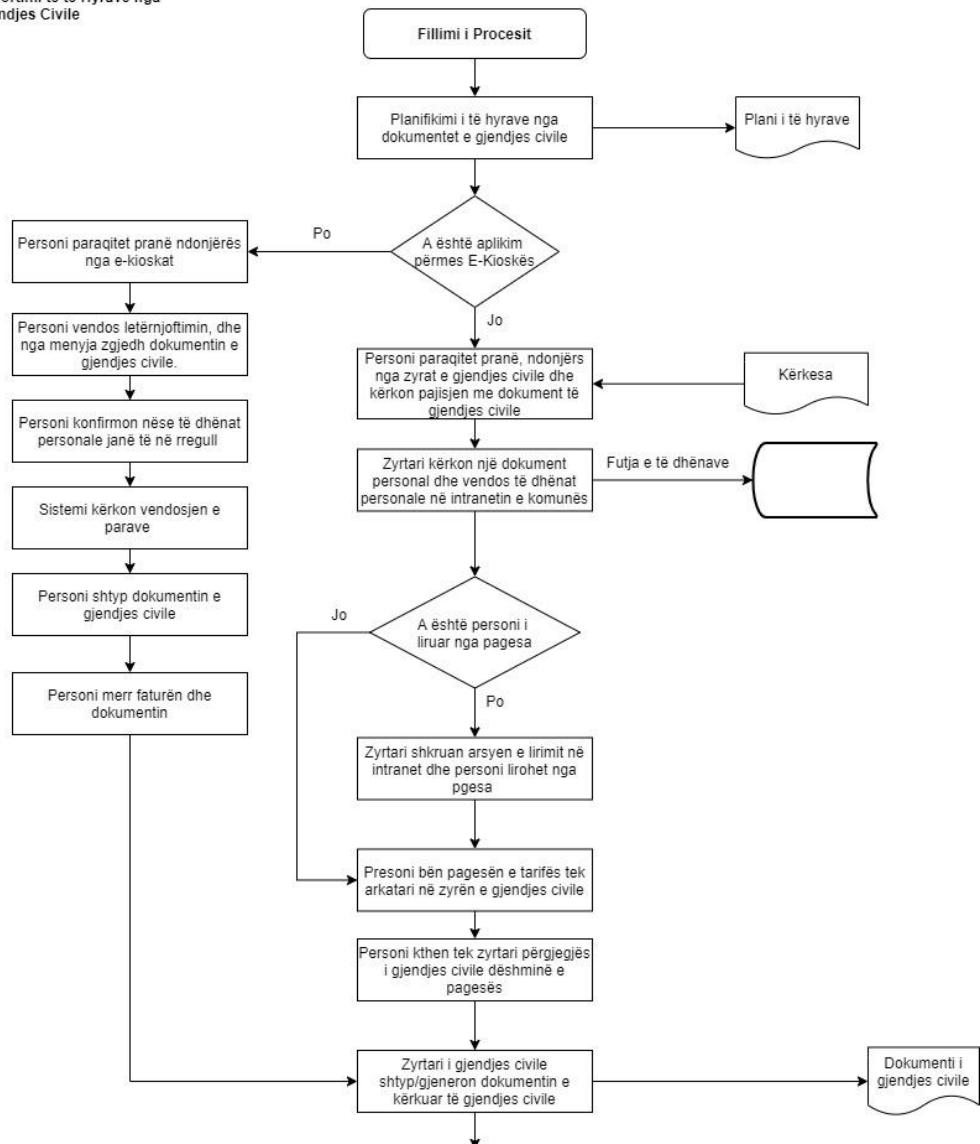 ndjes Civile
Fillimi i Procesit
Planifikimi i të hyrave nga
dokumentet e gjendjes civile
Plani i të hyrave
A është aplikim
përmes E-Kioskës
Po
Jo
Personi paraqitet pranë ndonjërës
nga e-kioskat
Personi vendos letërnjoftimin, dhe
nga menyja zgjedh dokumentin e
gjendjes civile.
Personi konfirmon nëse të dhënat
personale janë të në rregull
Sistemi kërkon vendosjen e
parave
Personi shtyp dokumentin e
gjendjes civile
Personi merr faturën dhe
dokumentin
Personi paraqitet pranë, ndonjërs
nga zyrat e gjendjes civile dhe
kërkon pajisjen me dokument të
gjendjes civile
Kërkesa
Zyrtari kërkon një dokument
personal dhe vendos të dhënat
personale në intranetin e komunës
Futja e të dhënave
A është personi i
liruar nga pagesa
Jo
Po
Zyrtari shkruan arsyen e lirimit në
intranet dhe personi lirohet nga
pgesa
Presoni bën pagesën e tarifës tek
arkatari në zyrën e gjendjes civile
Personi kthen tek zyrtari përgjegjës
i gjendjes civile dëshminë e
pagesës
Zyrtari i gjendjes civile
shtyp/gjeneron dokumentin e
kërkuar të gjendjes civile
Dokumenti i
gjendjes civile